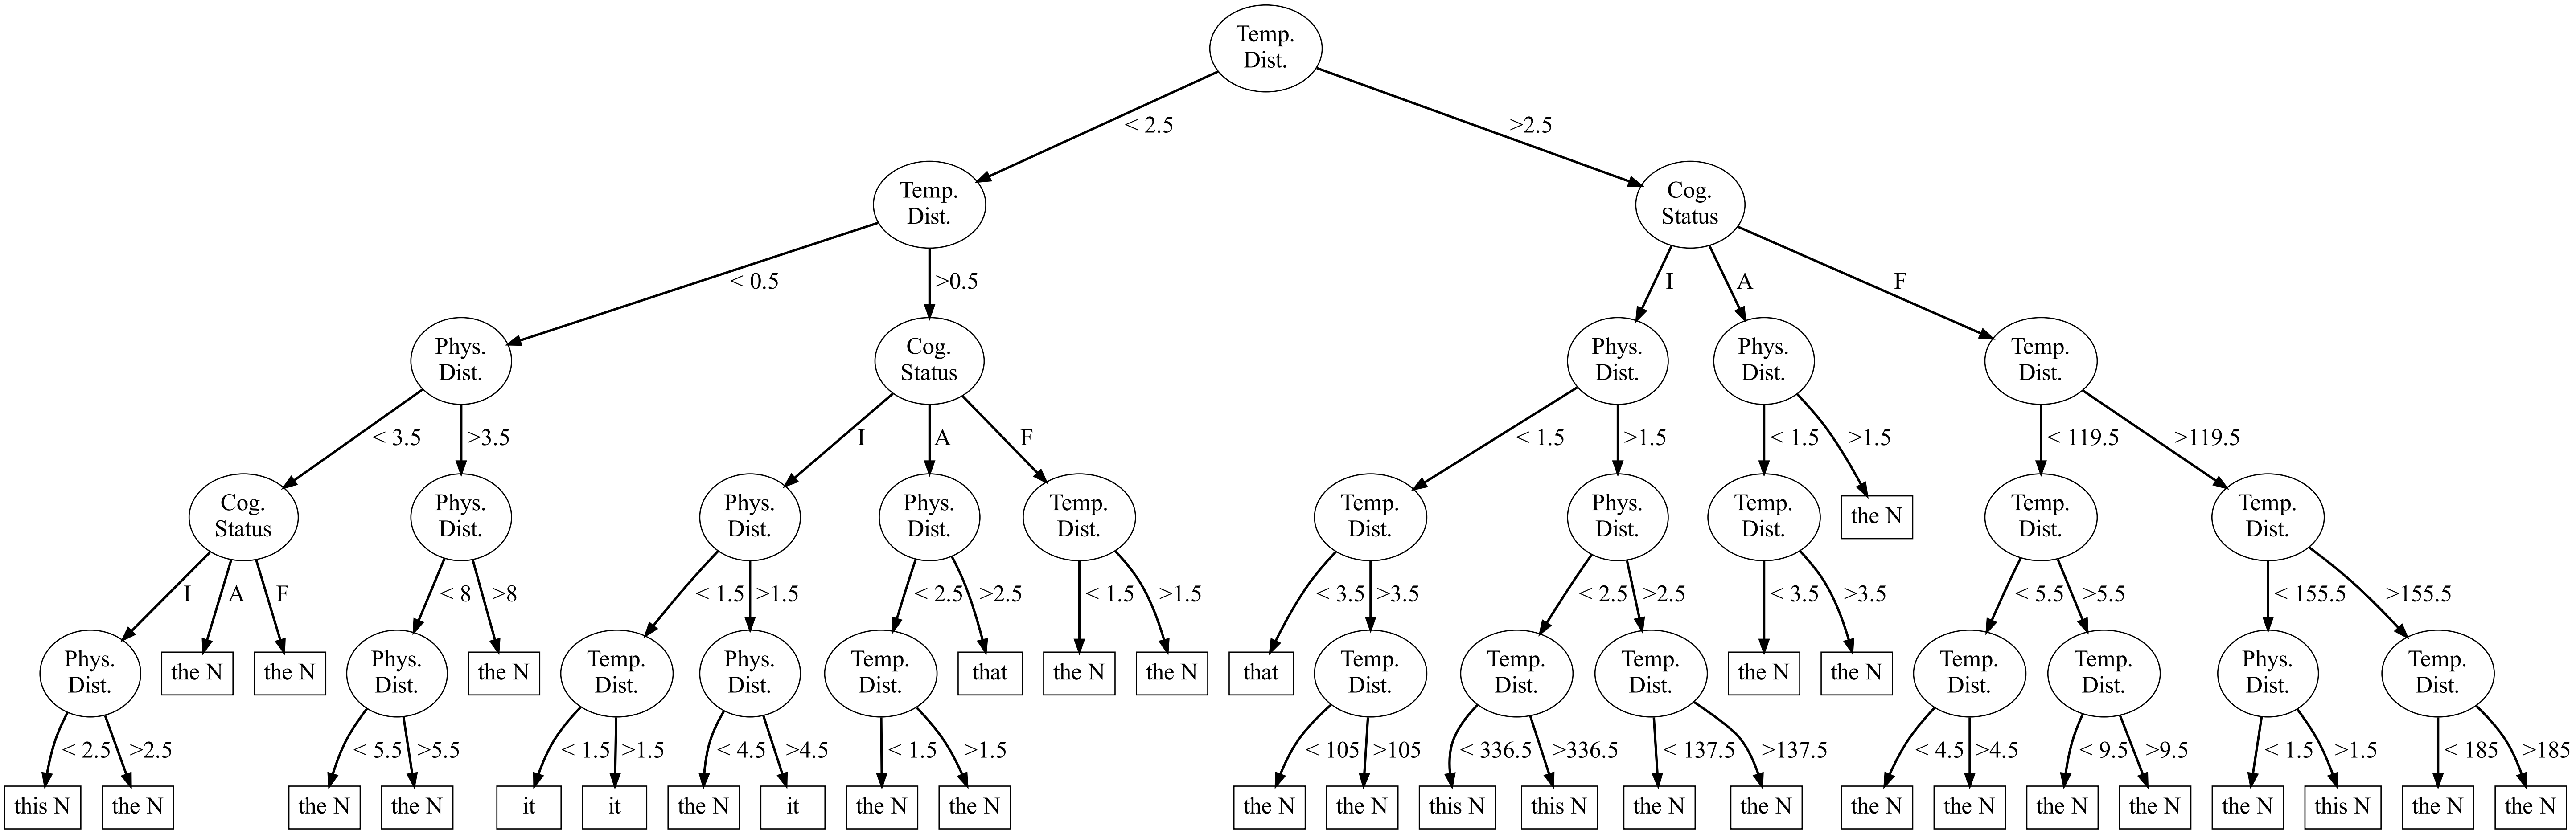 Temp.
Dist.
< 2.5
>2.5
Temp.
Dist.
Cog.
Status
< 0.5
>0.5
I
A
F
Phys.
Dist.
Cog.
Status
Phys.
Dist.
Phys.
Dist.
Temp.
Dist.
< 3.5
>3.5
I
A
F
< 1.5
>1.5
< 1.5
>1.5
< 119.5
>119.5
Cog.
Status
Phys.
Dist.
Phys.
Dist.
Phys.
Dist.
Temp.
Dist.
Temp.
Dist.
Phys.
Dist.
Temp.
Dist.
the N
Temp.
Dist.
Temp.
Dist.
I
A
F
< 8
>8
< 1.5
>1.5
< 2.5
>2.5
< 1.5
>1.5
< 3.5
>3.5
< 2.5
>2.5
< 3.5
>3.5
< 5.5
>5.5
< 155.5
>155.5
Phys.
Dist.
the N
the N
Phys.
Dist.
the N
Temp.
Dist.
Phys.
Dist.
Temp.
Dist.
that
the N
the N
that
Temp.
Dist.
Temp.
Dist.
Temp.
Dist.
the N
the N
Temp.
Dist.
Temp.
Dist.
Phys.
Dist.
Temp.
Dist.
< 2.5
>2.5
< 5.5
>5.5
< 1.5
>1.5
< 4.5
>4.5
< 1.5
>1.5
< 105
>105
< 336.5
>336.5
< 137.5
>137.5
< 4.5
>4.5
< 9.5
>9.5
< 1.5
>1.5
< 185
>185
this N
the N
the N
the N
it
it
the N
it
the N
the N
the N
the N
this N
this N
the N
the N
the N
the N
the N
the N
the N
this N
the N
the N